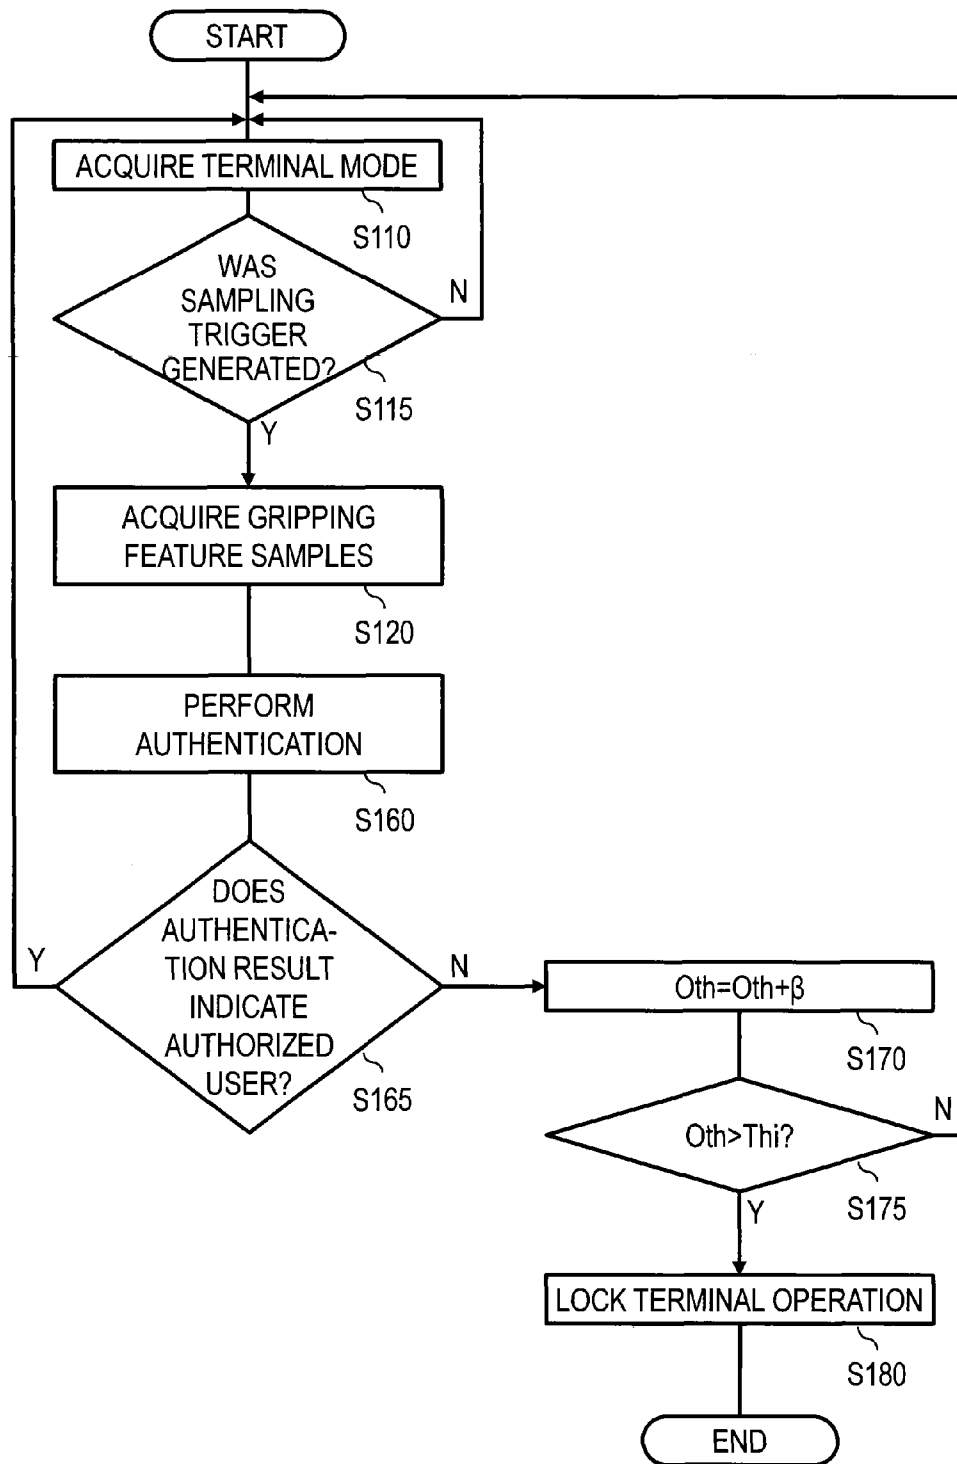 START
ACQUIRE TERMINAL MODE
S110
WAS
SAMPLING
TRIGGER
GENERATED?
N
S115
Y
ACQUIRE GRIPPING
FEATURE SAMPLES
S120
PERFORM
AUTHENTICATION
S160
DOES
AUTHENTICA-
TION RESULT
INDICATE
AUTHORIZED
USER?
Y
N
S165
Oth=Oth+β
S170
Oth>Thi?
N
S175
Y
LOCK TERMINAL OPERATION
S180
END